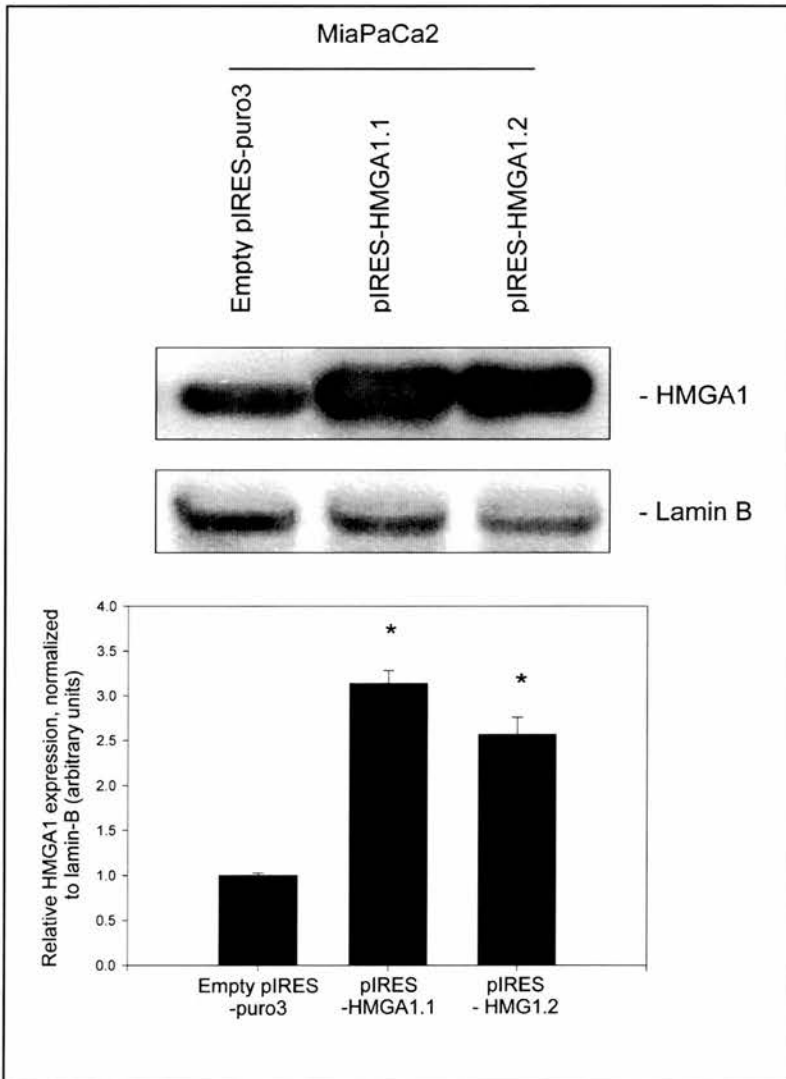 MiaPaCa2
Empty pIRES-puro3
pIRES-HMGA1.1
pIRES-HMGA1.2
- HMGA1
- Lamin B
Relative HMGA1 expression, normalized
to lamin-B (arbitrary units)
4.0
3.5
3.0
2.5
2.0
1.5
1.0
0.5
0.0
*
*
Empty pIRES
-puro3
pIRES
-HMGA1.1
pIRES
- HMG1.2